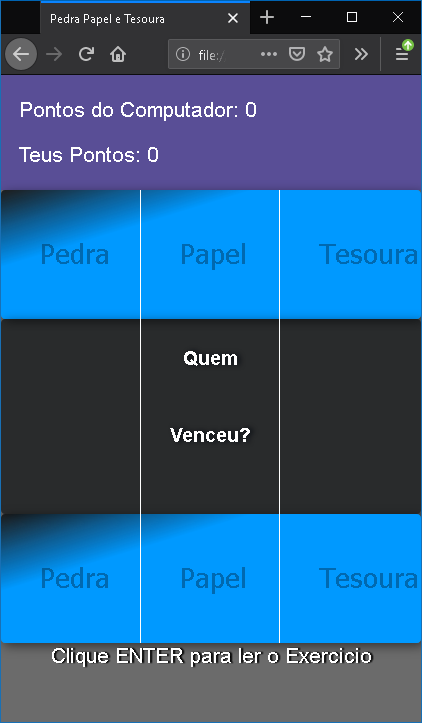 Pedra Papel e Tesoura
file:/
Pontos do Computador: 0
Teus Pontos: 0
Pedra Papel Tesoura
Quem
Venceu?
Pedra Papel Tesoura
Clique ENTER para ler o Exercicio